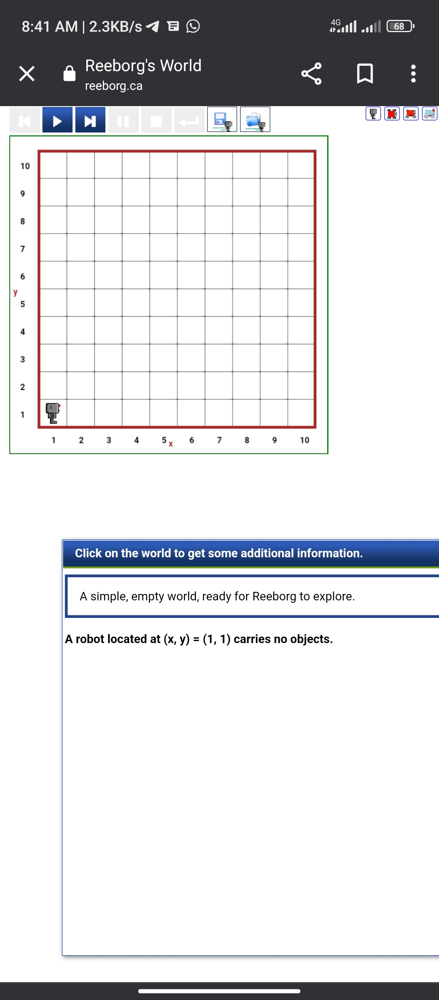 8:41 AM | 2.3KB/s
4G
68
Reeborg's World
reeborg.ca
10
9
8
7
6
y
5
4
3
2
1
1 2 3 4 5 x 6 7 8 9 10
Click on the world to get some additional information.
A simple, empty world, ready for Reeborg to explore.
A robot located at (x, y) = (1, 1) carries no objects.